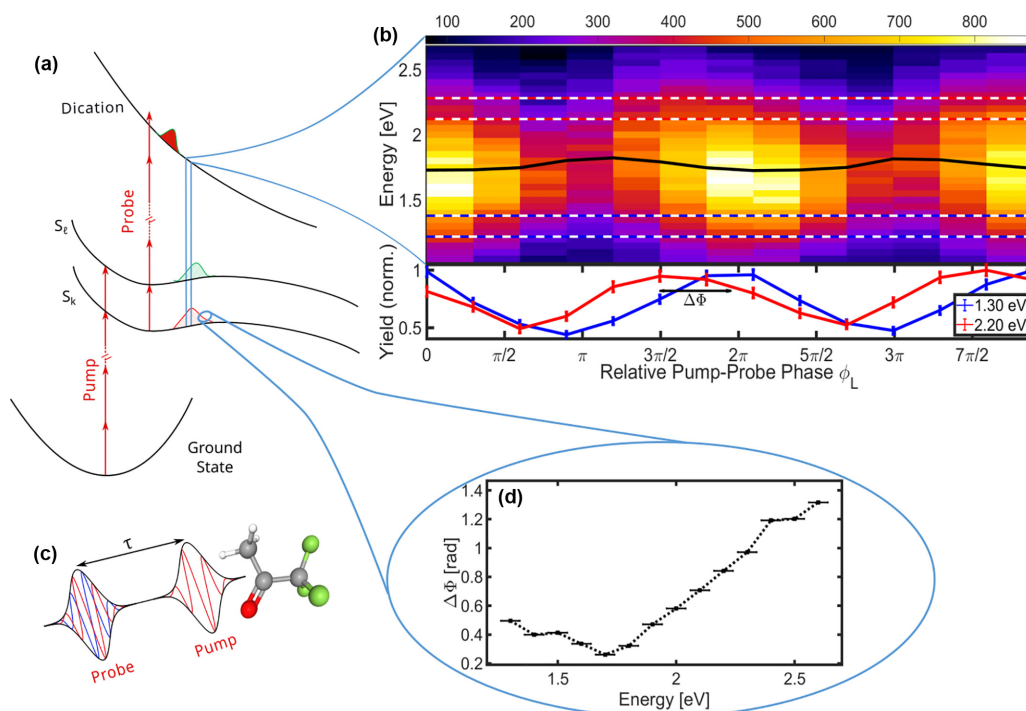 (a)
Dication
Probe
Sℓ
Sk
Pump
Ground
State
(b)
100 200 300 400 500 600 700 800
Energy [eV]
2.5
2
1.5
Yield (norm.)
1
0.5
ΔΦ
1.30 eV
2.20 eV
0 π/2 π 3π/2 2π 5π/2 3π 7π/2
Relative Pump-Probe Phase ϕL
(c)
τ
Probe
Pump
(d)
ΔΦ [rad]
1.4
1.2
1
0.8
0.6
0.4
0.2
1.5 2 2.5
Energy [eV]